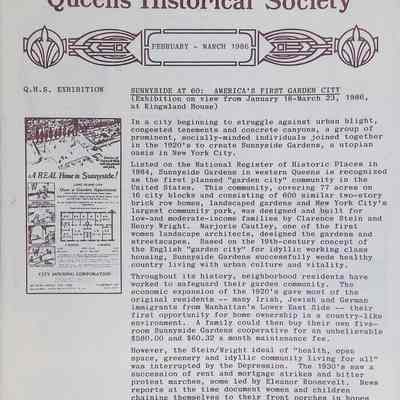 Queens Historical Society
FEBRUARY - MARCH 1986
Q.H.S. EXHIBITION
SUNNYSIDE AT 60: AMERICA'S FIRST GARDEN CITY
(Exhibition on view from January 18-March 23, 1986,
at Kingsland House)
In a city beginning to struggle against urban blight,
congested tenements and concrete canyons, a group of
prominent, socially-minded individuals joined together
in the 1920's to create Sunnyside Gardens, a utopian
oasis in New York City.
Listed on the National Register of Historic Places in
1984, Sunnyside Gardens in western Queens is recognized
as the first planned "garden city" community in the
United States. This community, covering 77 acres on
16 city blocks and consisting of 600 similar two-story
brick row homes, landscaped gardens and New York City's
largest community park, was designed and built for
low-and moderate-income families by Clarence Stein and
Henry Wright. Marjorie Cautley, one of the first
women landscape architects, designed the gardens and
streetscapes. Based on the 19th-century concept of
the English "garden city" for idyllic working class
housing, Sunnyside Gardens successfully weds healthy
country living with urban culture and vitality.
Throughout its history, neighborhood residents have
worked to safeguard their garden community. The
economic expansion of the 1920's gave most of the
original residents -- many Irish, Jewish and German
immigrants from Manhattan's Lower East Side -- their
first opportunity for home ownership in a country-like
environment. A family could then buy their own five-
room Sunnyside Gardens cooperative for an unbelievable
$580.00 and $60.32 a month maintenance fee.
However, the Stein/Wright ideal of "health, open
space, greenery and idyllic community living for all"
was interrupted by the Depression. The 1930's saw a
succession of rent and mortgage strikes and bitter
protest marches, some led by Eleanor Roosevelt. News
reports at the time documented women and children
chaining themselves to their front porches in hopes
A REAL Home in Sunnyside!
Own a Garden Apartment
CITY HOUSING CORPORATION